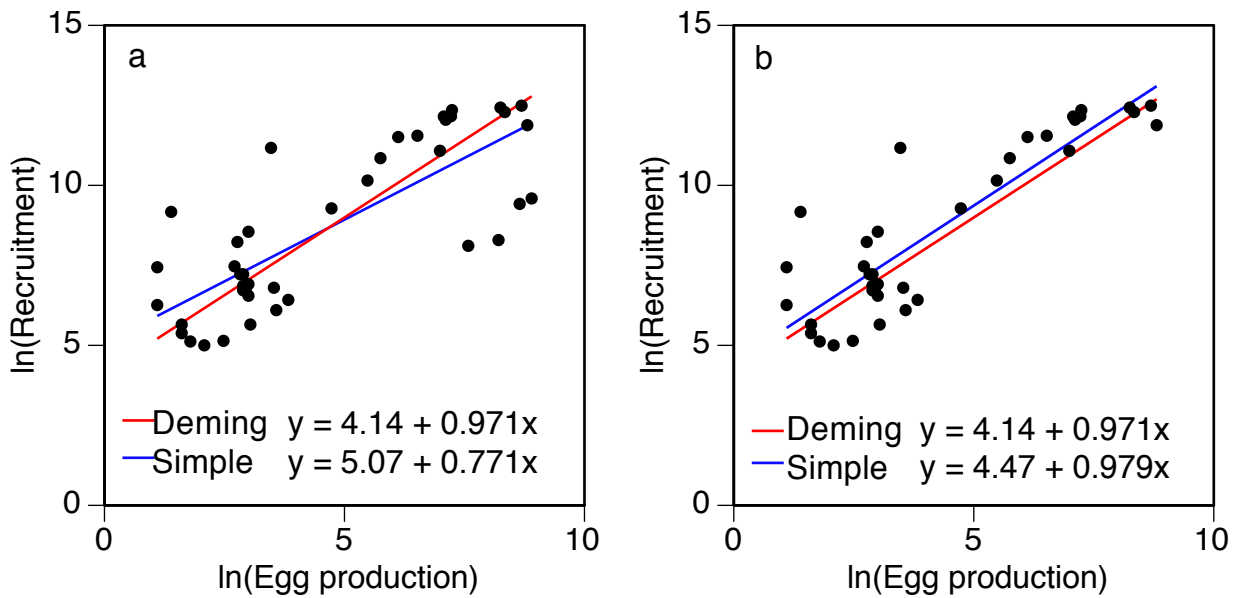 a
15
10
5
0
ln(Recruitment)
Deming y = 4.14 + 0.971x
Simple y = 5.07 + 0.771x
0 5 10
ln(Egg production)
b
15
10
5
0
ln(Recruitment)
Deming y = 4.14 + 0.971x
Simple y = 4.47 + 0.979x
0 5 10
ln(Egg production)